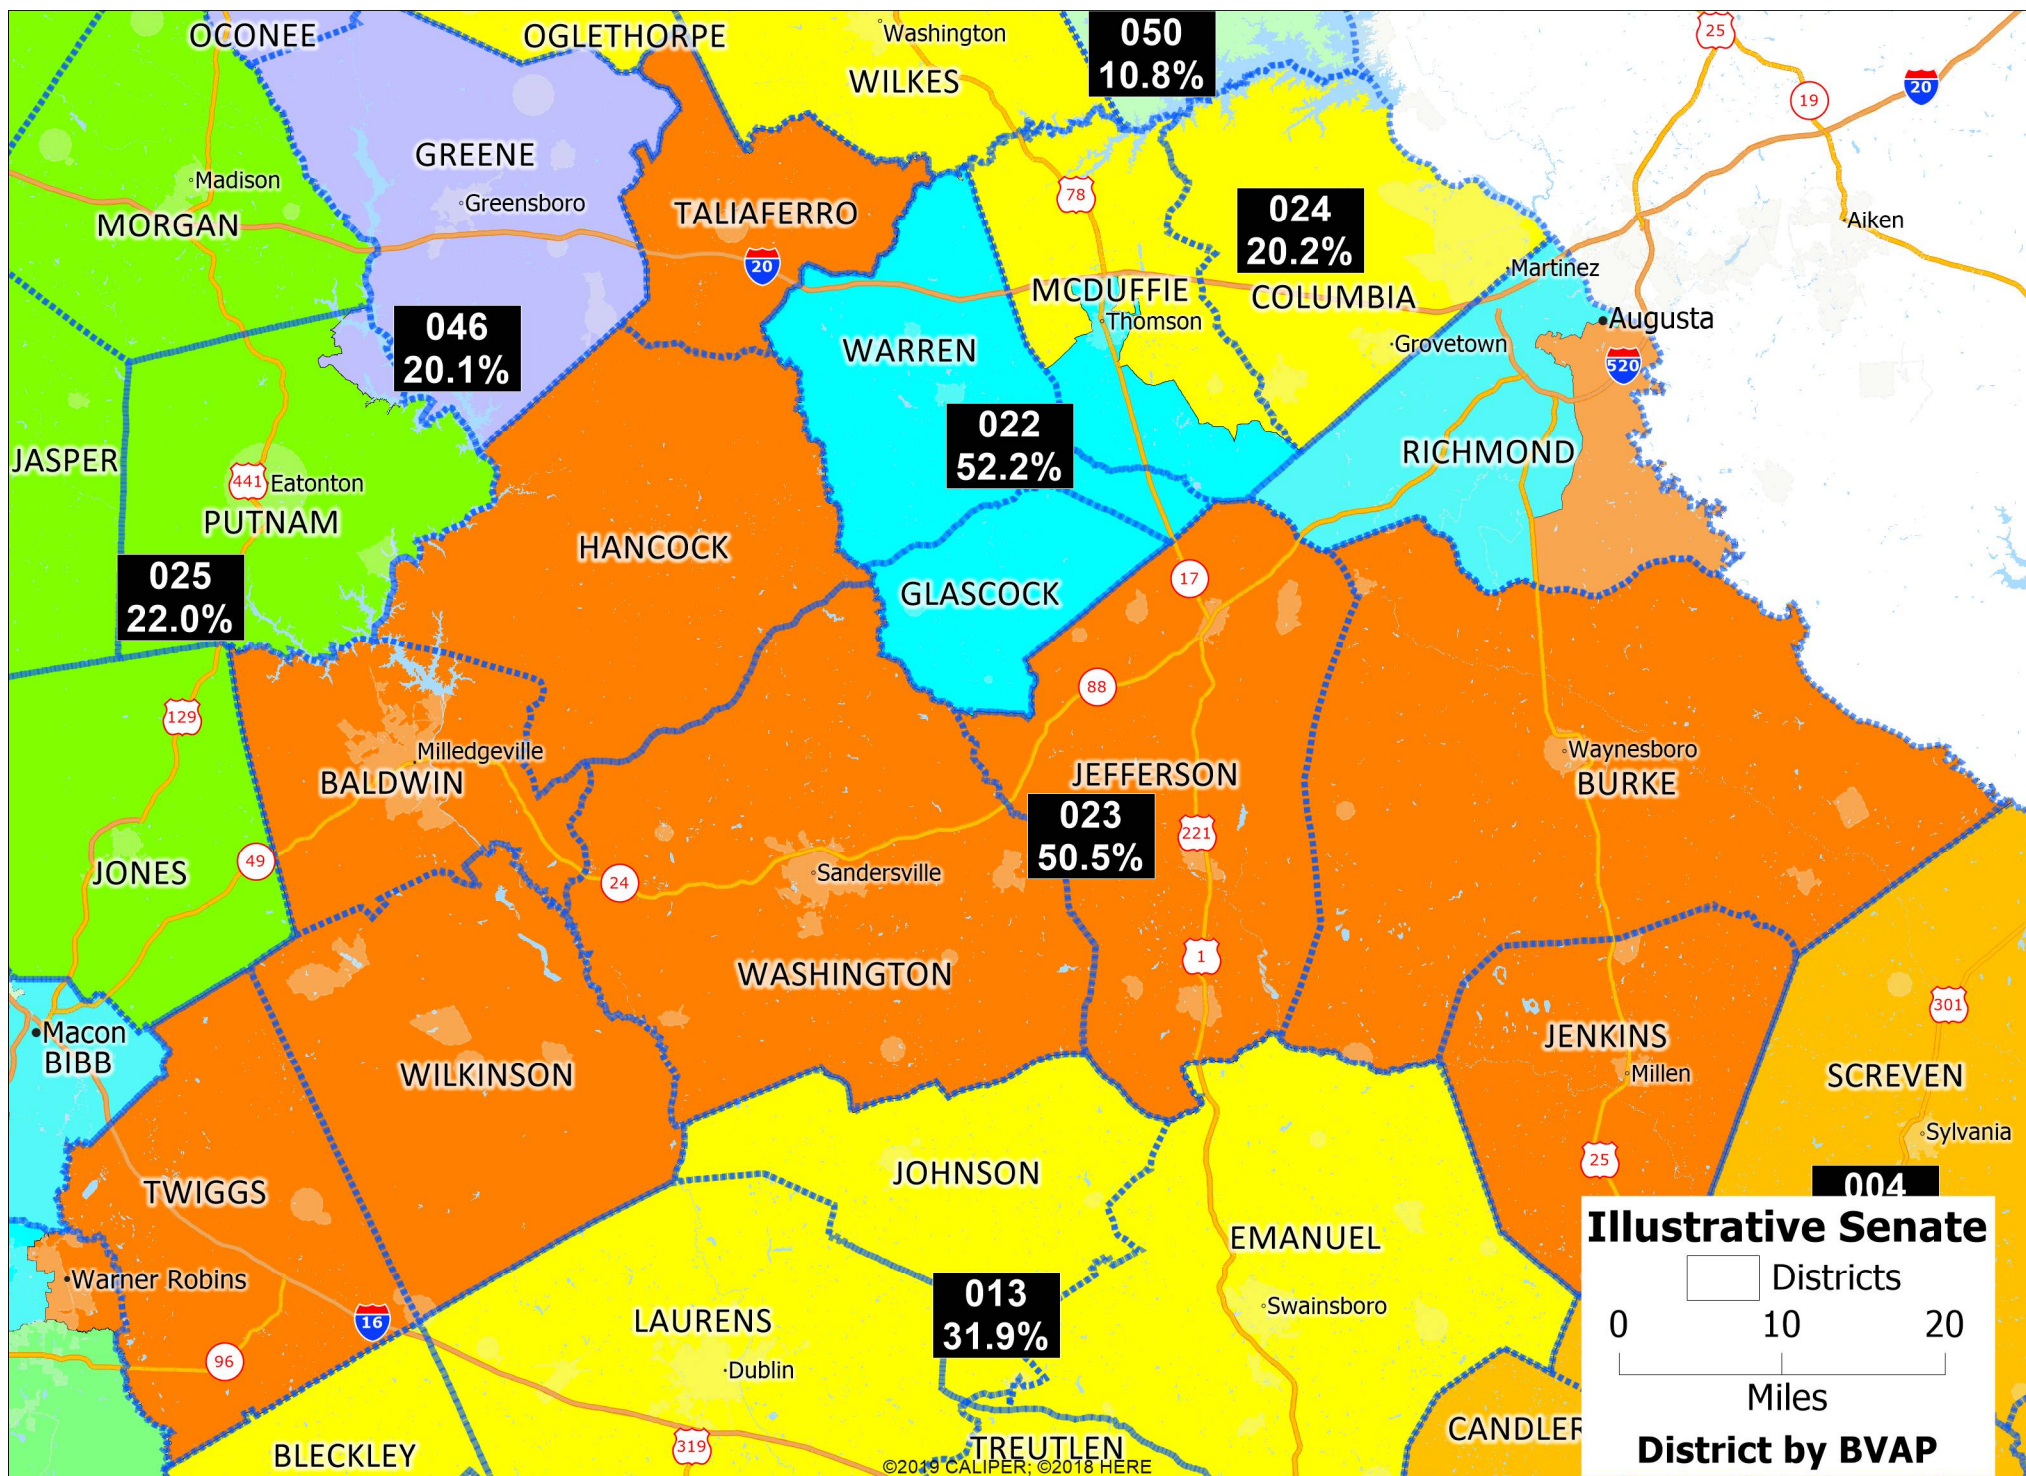 OCONEE
OGLETHORPE
Washington
WILKES
050
10.8%
25
19
20
GREENE
Greensboro
Madison
MORGAN
TALIAFERRO
20
78
024
20.2%
Aiken
Martinez
MCDUFFIE
COLUMBIA
Thomson
Augusta
Grovetown
520
046
20.1%
WARREN
022
52.2%
RICHMOND
JASPER
441
Eatonton
PUTNAM
HANCOCK
025
22.0%
GLASCOCK
17
88
129
Milledgeville
BALDWIN
Waynesboro
BURKE
JEFFERSON
023
50.5%
221
JONES
49
24
Sandersville
WASHINGTON
1
301
Macon
BIBB
WILKINSON
JENKINS
Millen
SCREVEN
Sylvania
25
004
TWIGGS
JOHNSON
EMANUEL
Warner Robins
16
96
LAURENS
013
31.9%
Swainsboro
Dublin
319
BLECKLEY
TREUTLEN
CANDLER
©2019 CALIPER; ©2018 HERE
Illustrative Senate
Districts
0 10 20
Miles
District by BVAP